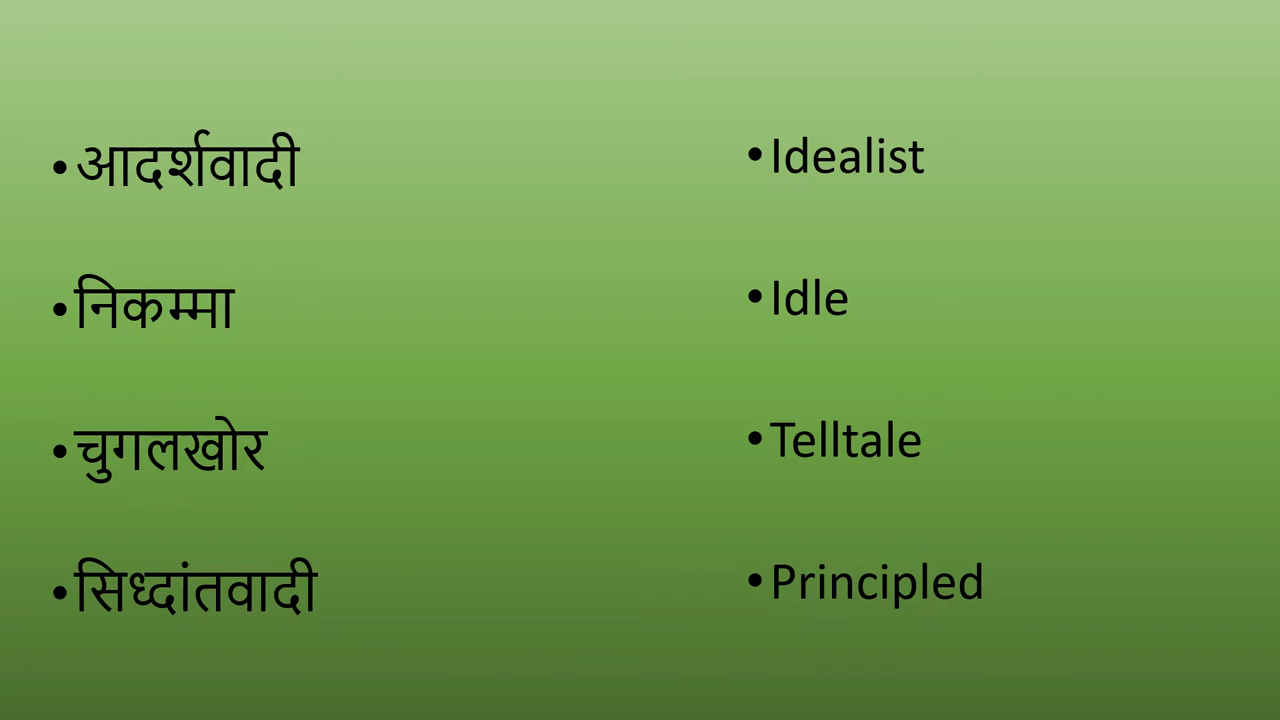 • आदर्शवादी
• Idealist
• निकम्मा
• Idle
• चुगलखोर
• Telltale
• सिध्दांतवादी
• Principled